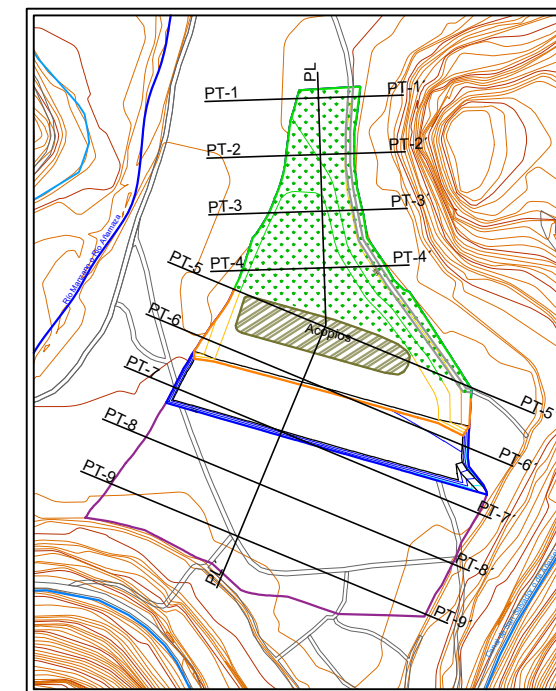 PL
PT-1
PT-1´
PT-2
PT-2´
PT-3
PT-3´
PT-4
PT-4´
PT-5
PT-5
PT-6
PT-6´
PT-7
PT-7´
PT-8
PT-8´
PT-9
PT-9´
PL´
Acopios
Río Manzano o Río Añamaza